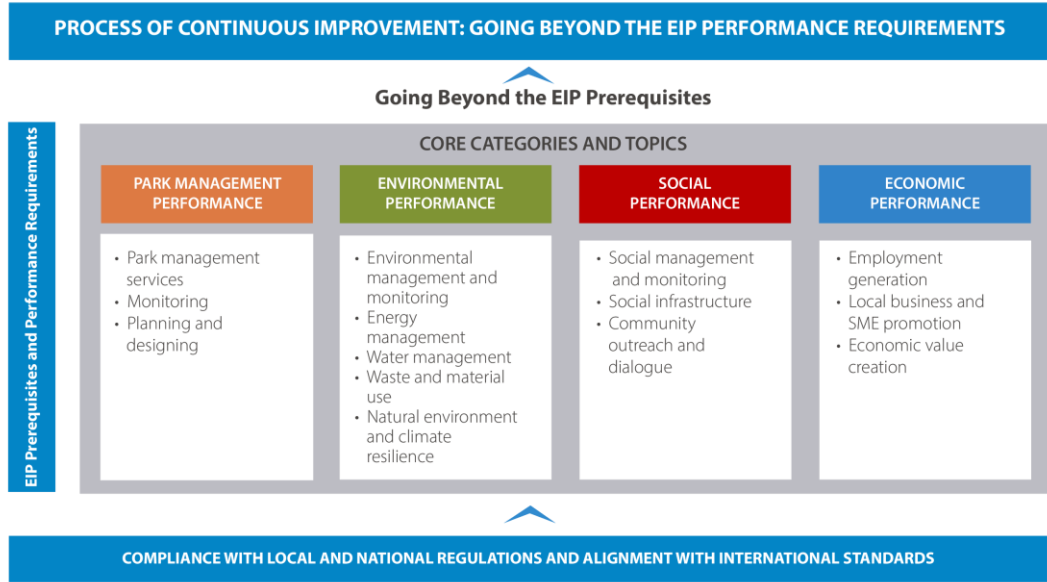 PROCESS OF CONTINUOUS IMPROVEMENT: GOING BEYOND THE EIP PERFORMANCE REQUIREMENTS
Going Beyond the EIP Prerequisites
EIP Prerequisites and Performance Requirements
CORE CATEGORIES AND TOPICS
PARK MANAGEMENT
PERFORMANCE
• Park management
services
• Monitoring
• Planning and
designing
ENVIRONMENTAL
PERFORMANCE
• Environmental
management and
monitoring
• Energy
management
• Water management
• Waste and material
use
• Natural environment
and climate
resilience
SOCIAL
PERFORMANCE
• Social management
and monitoring
• Social infrastructure
• Community
outreach and
dialogue
ECONOMIC
PERFORMANCE
• Employment
generation
• Local business and
SME promotion
• Economic value
creation
COMPLIANCE WITH LOCAL AND NATIONAL REGULATIONS AND ALIGNMENT WITH INTERNATIONAL STANDARDS